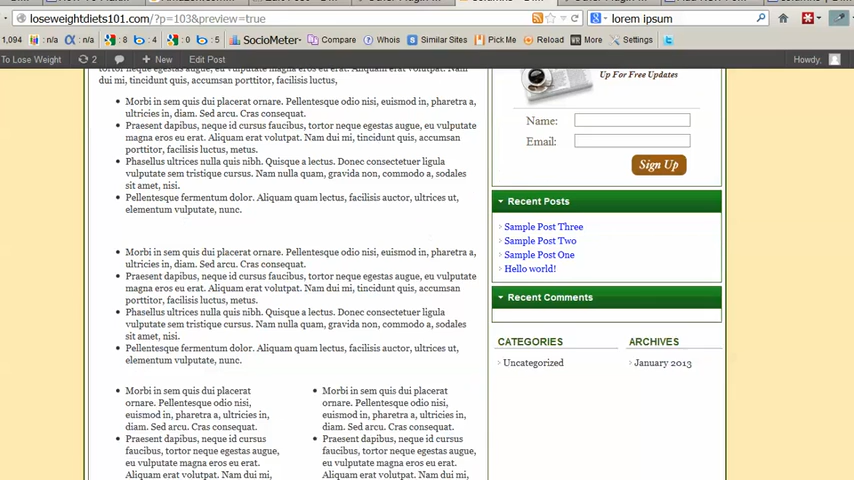 loseweightdiets101.com/?p=103&preview=true
lorem ipsum
1,094
: n/a
: n/a
: 8
: 4
: 0
: 5
SocioMeter
Compare
Whois
Similar Sites
Pick Me
Reload
More
Settings
To Lose Weight
2
New
Edit Post
Howdy,
tortor neque egestas augue, eu vulputate magna eros eu erat. Aliquam erat volutpat. Nam
dui mi, tincidunt quis, accumsan porttitor, facilisis luctus,
• Morbi in sem quis dui placerat ornare. Pellentesque odio nisi, euismod in, pharetra a,
ultricies in, diam. Sed arcu. Cras consequat.
• Praesent dapibus, neque id cursus faucibus, tortor neque egestas augue, eu vulputate
magna eros eu erat. Aliquam erat volutpat. Nam dui mi, tincidunt quis, accumsan
porttitor, facilisis luctus, metus.
• Phasellus ultrices nulla quis nibh. Quisque a lectus. Donec consectetuer ligula
vulputate sem tristique cursus. Nam nulla quam, gravida non, commodo a, sodales
sit amet, nisi.
• Pellentesque fermentum dolor. Aliquam quam lectus, facilisis auctor, ultrices ut,
elementum vulputate, nunc.
• Morbi in sem quis dui placerat ornare. Pellentesque odio nisi, euismod in, pharetra a,
ultricies in, diam. Sed arcu. Cras consequat.
• Praesent dapibus, neque id cursus faucibus, tortor neque egestas augue, eu vulputate
magna eros eu erat. Aliquam erat volutpat. Nam dui mi, tincidunt quis, accumsan
porttitor, facilisis luctus, metus.
• Phasellus ultrices nulla quis nibh. Quisque a lectus. Donec consectetuer ligula
vulputate sem tristique cursus. Nam nulla quam, gravida non, commodo a, sodales
sit amet, nisi.
• Pellentesque fermentum dolor. Aliquam quam lectus, facilisis auctor, ultrices ut,
elementum vulputate, nunc.
• Morbi in sem quis dui placerat
ornare. Pellentesque odio nisi,
euismod in, pharetra a, ultricies in,
diam. Sed arcu. Cras consequat.
• Praesent dapibus, neque id cursus
faucibus, tortor neque egestas augue,
eu vulputate magna eros eu erat.
Aliquam erat volutpat. Nam dui mi,
• Morbi in sem quis dui placerat
ornare. Pellentesque odio nisi,
euismod in, pharetra a, ultricies in,
diam. Sed arcu. Cras consequat.
• Praesent dapibus, neque id cursus
faucibus, tortor neque egestas augue,
eu vulputate magna eros eu erat.
Aliquam erat volutpat. Nam dui mi,
Up For Free Updates
Name:
Email:
Sign Up
Recent Posts
Sample Post Three
Sample Post Two
Sample Post One
Hello world!
Recent Comments
CATEGORIES
Uncategorized
ARCHIVES
January 2013